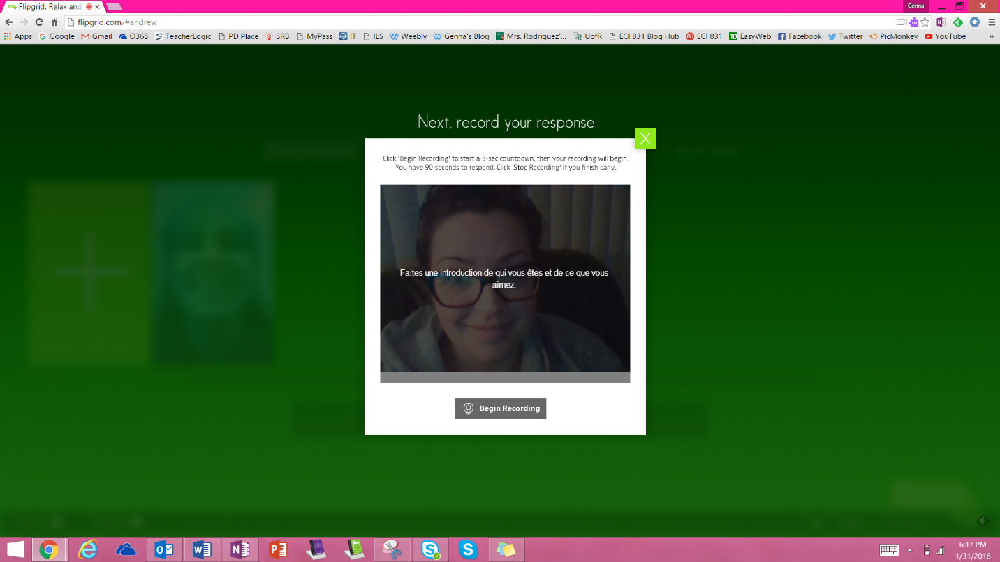 Flipgrid. Relax and
Genna
flipgrid.com/#andrew
Apps Google Gmail O365 TeacherLogic PD Place SRB MyPass IT ILS Weebly Genna's Blog Mrs. Rodriguez'... UofR ECI 831 Blog Hub ECI 831 EasyWeb Facebook Twitter PicMonkey YouTube »
Next, record your response
Click 'Begin Recording' to start a 3-sec countdown, then your recording will begin.
You have 90 seconds to respond. Click 'Stop Recording' if you finish early.
Faites une introduction de qui vous êtes et de ce que vous
aimez.
Begin Recording
6:17 PM
1/31/2016